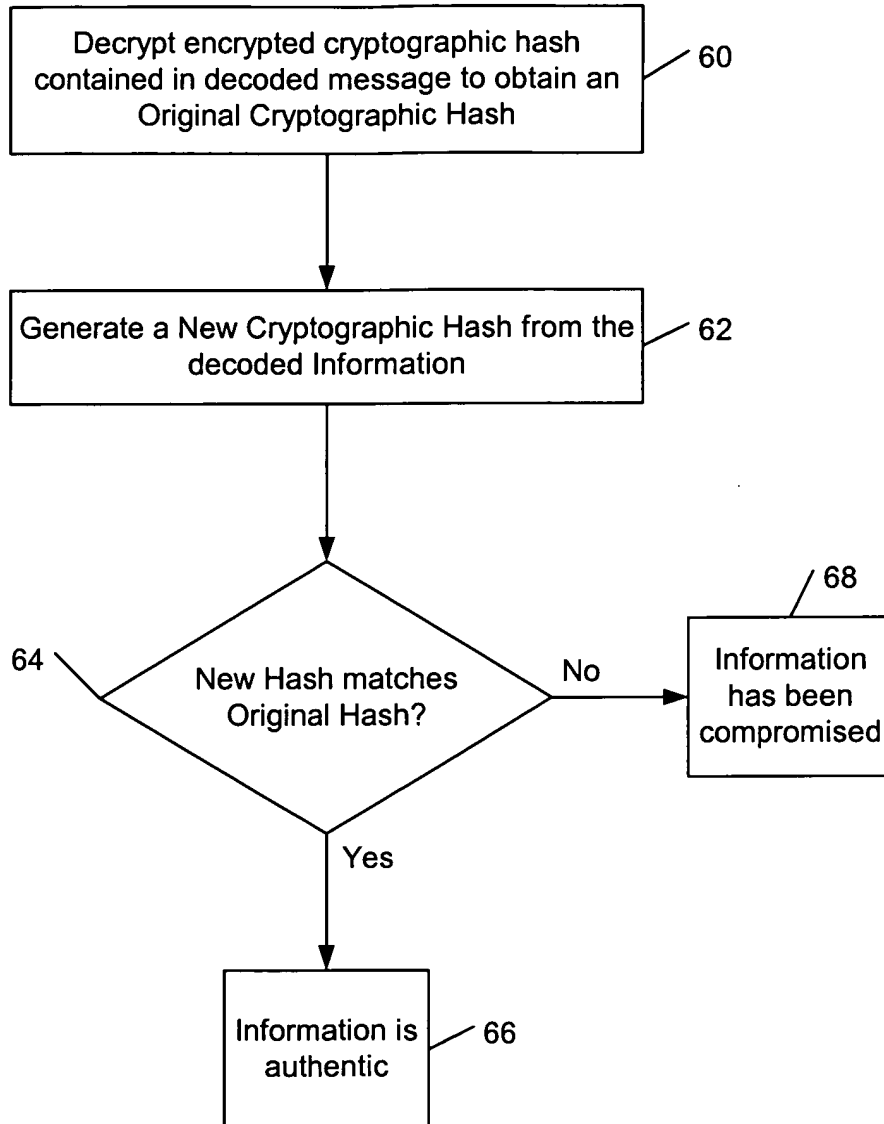 Decrypt encrypted cryptographic hash
contained in decoded message to obtain an
Original Cryptographic Hash
60
Generate a New Cryptographic Hash from the
decoded Information
62
64
New Hash matches
Original Hash?
No
68
Information
has been
compromised
Yes
Information is
authentic
66